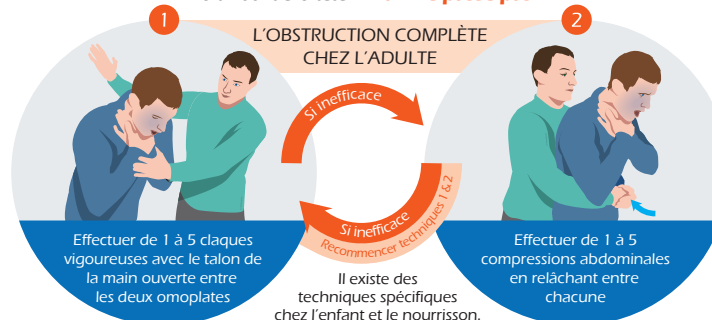 1
2
L'OBSTRUCTION COMPLÈTE
CHEZ L'ADULTE
Si inefficace
Si inefficace
Recommencer techniques 1 & 2
Effectuer de 1 à 5 claques
vigoureuses avec le talon de
la main ouverte entre
les deux omoplates
Effectuer de 1 à 5
compressions abdominales
en relâchant entre
chacune
Il existe des
techniques spécifiques
chez l'enfant et le nourrisson.